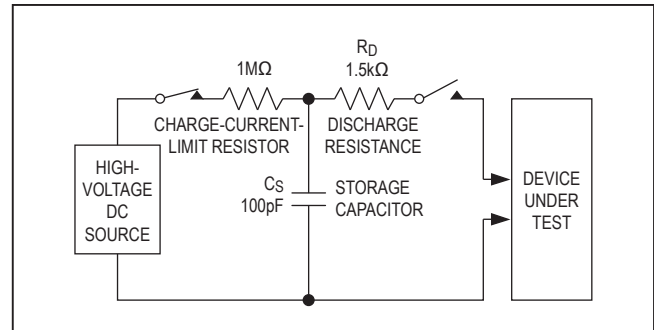 R_D
1MΩ 1.5kΩ
CHARGE-CURRENT-
LIMIT RESISTOR
DISCHARGE
RESISTANCE
HIGH-
VOLTAGE
DC
SOURCE
C_S
100pF
STORAGE
CAPACITOR
DEVICE
UNDER
TEST